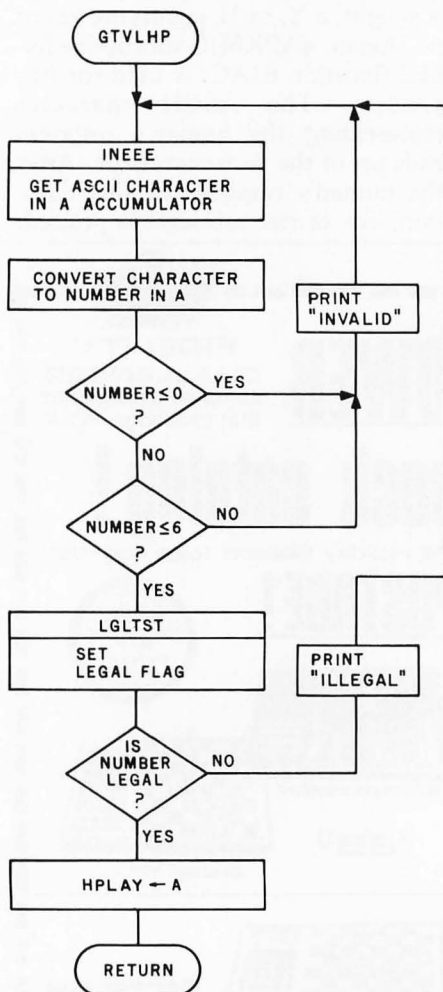 GTVLHP
INEEE
GET ASCII CHARACTER
IN A ACCUMULATOR
CONVERT CHARACTER
TO NUMBER IN A
PRINT
"INVALID"
NUMBER≤0
?
YES
NO
NUMBER≤6
?
NO
YES
LGLTST
SET
LEGAL FLAG
PRINT
"ILLEGAL"
IS
NUMBER
LEGAL
?
NO
YES
HPLAY ← A
RETURN